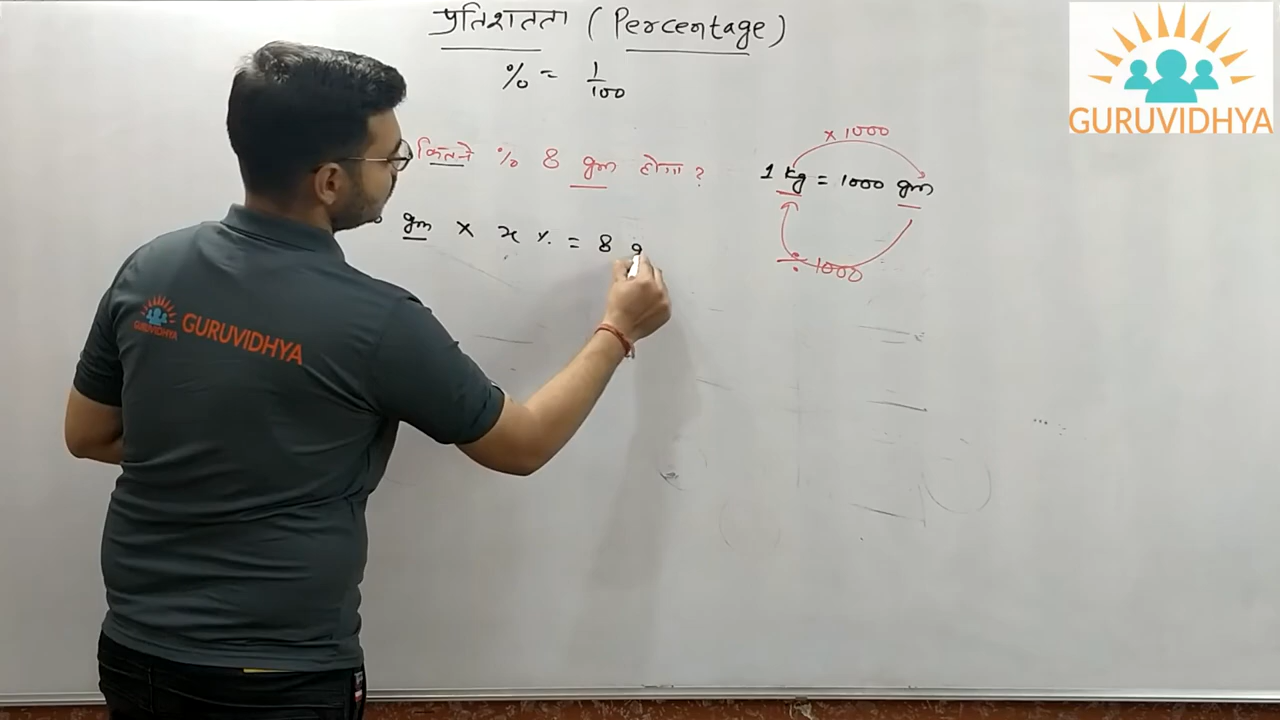 प्रतिशतता ( Percentage )
% = 1/100
GURUVIDHYA
कितने % 8 gm होगा ?
× 1000
1 kg = 1000 gm
÷ 1000
gm × x % = 8 g
GURUVIDHYA